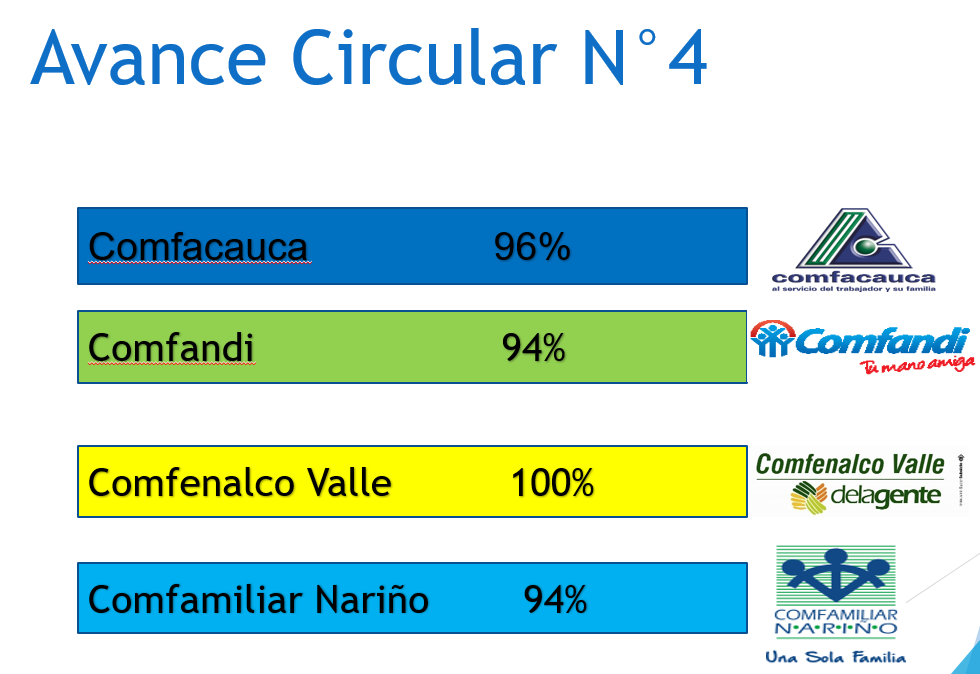 Avance Circular N°4
Comfacauca 96%
comfacauca
al servicio del trabajador y su familia
Comfandi 94%
Comfandi
Tu mano amiga
Comfenalco Valle 100%
Comfenalco Valle
delagente
Comfamiliar Nariño 94%
COMFAMILIAR
N•A•R•I•Ñ•O
Una Sola Familia